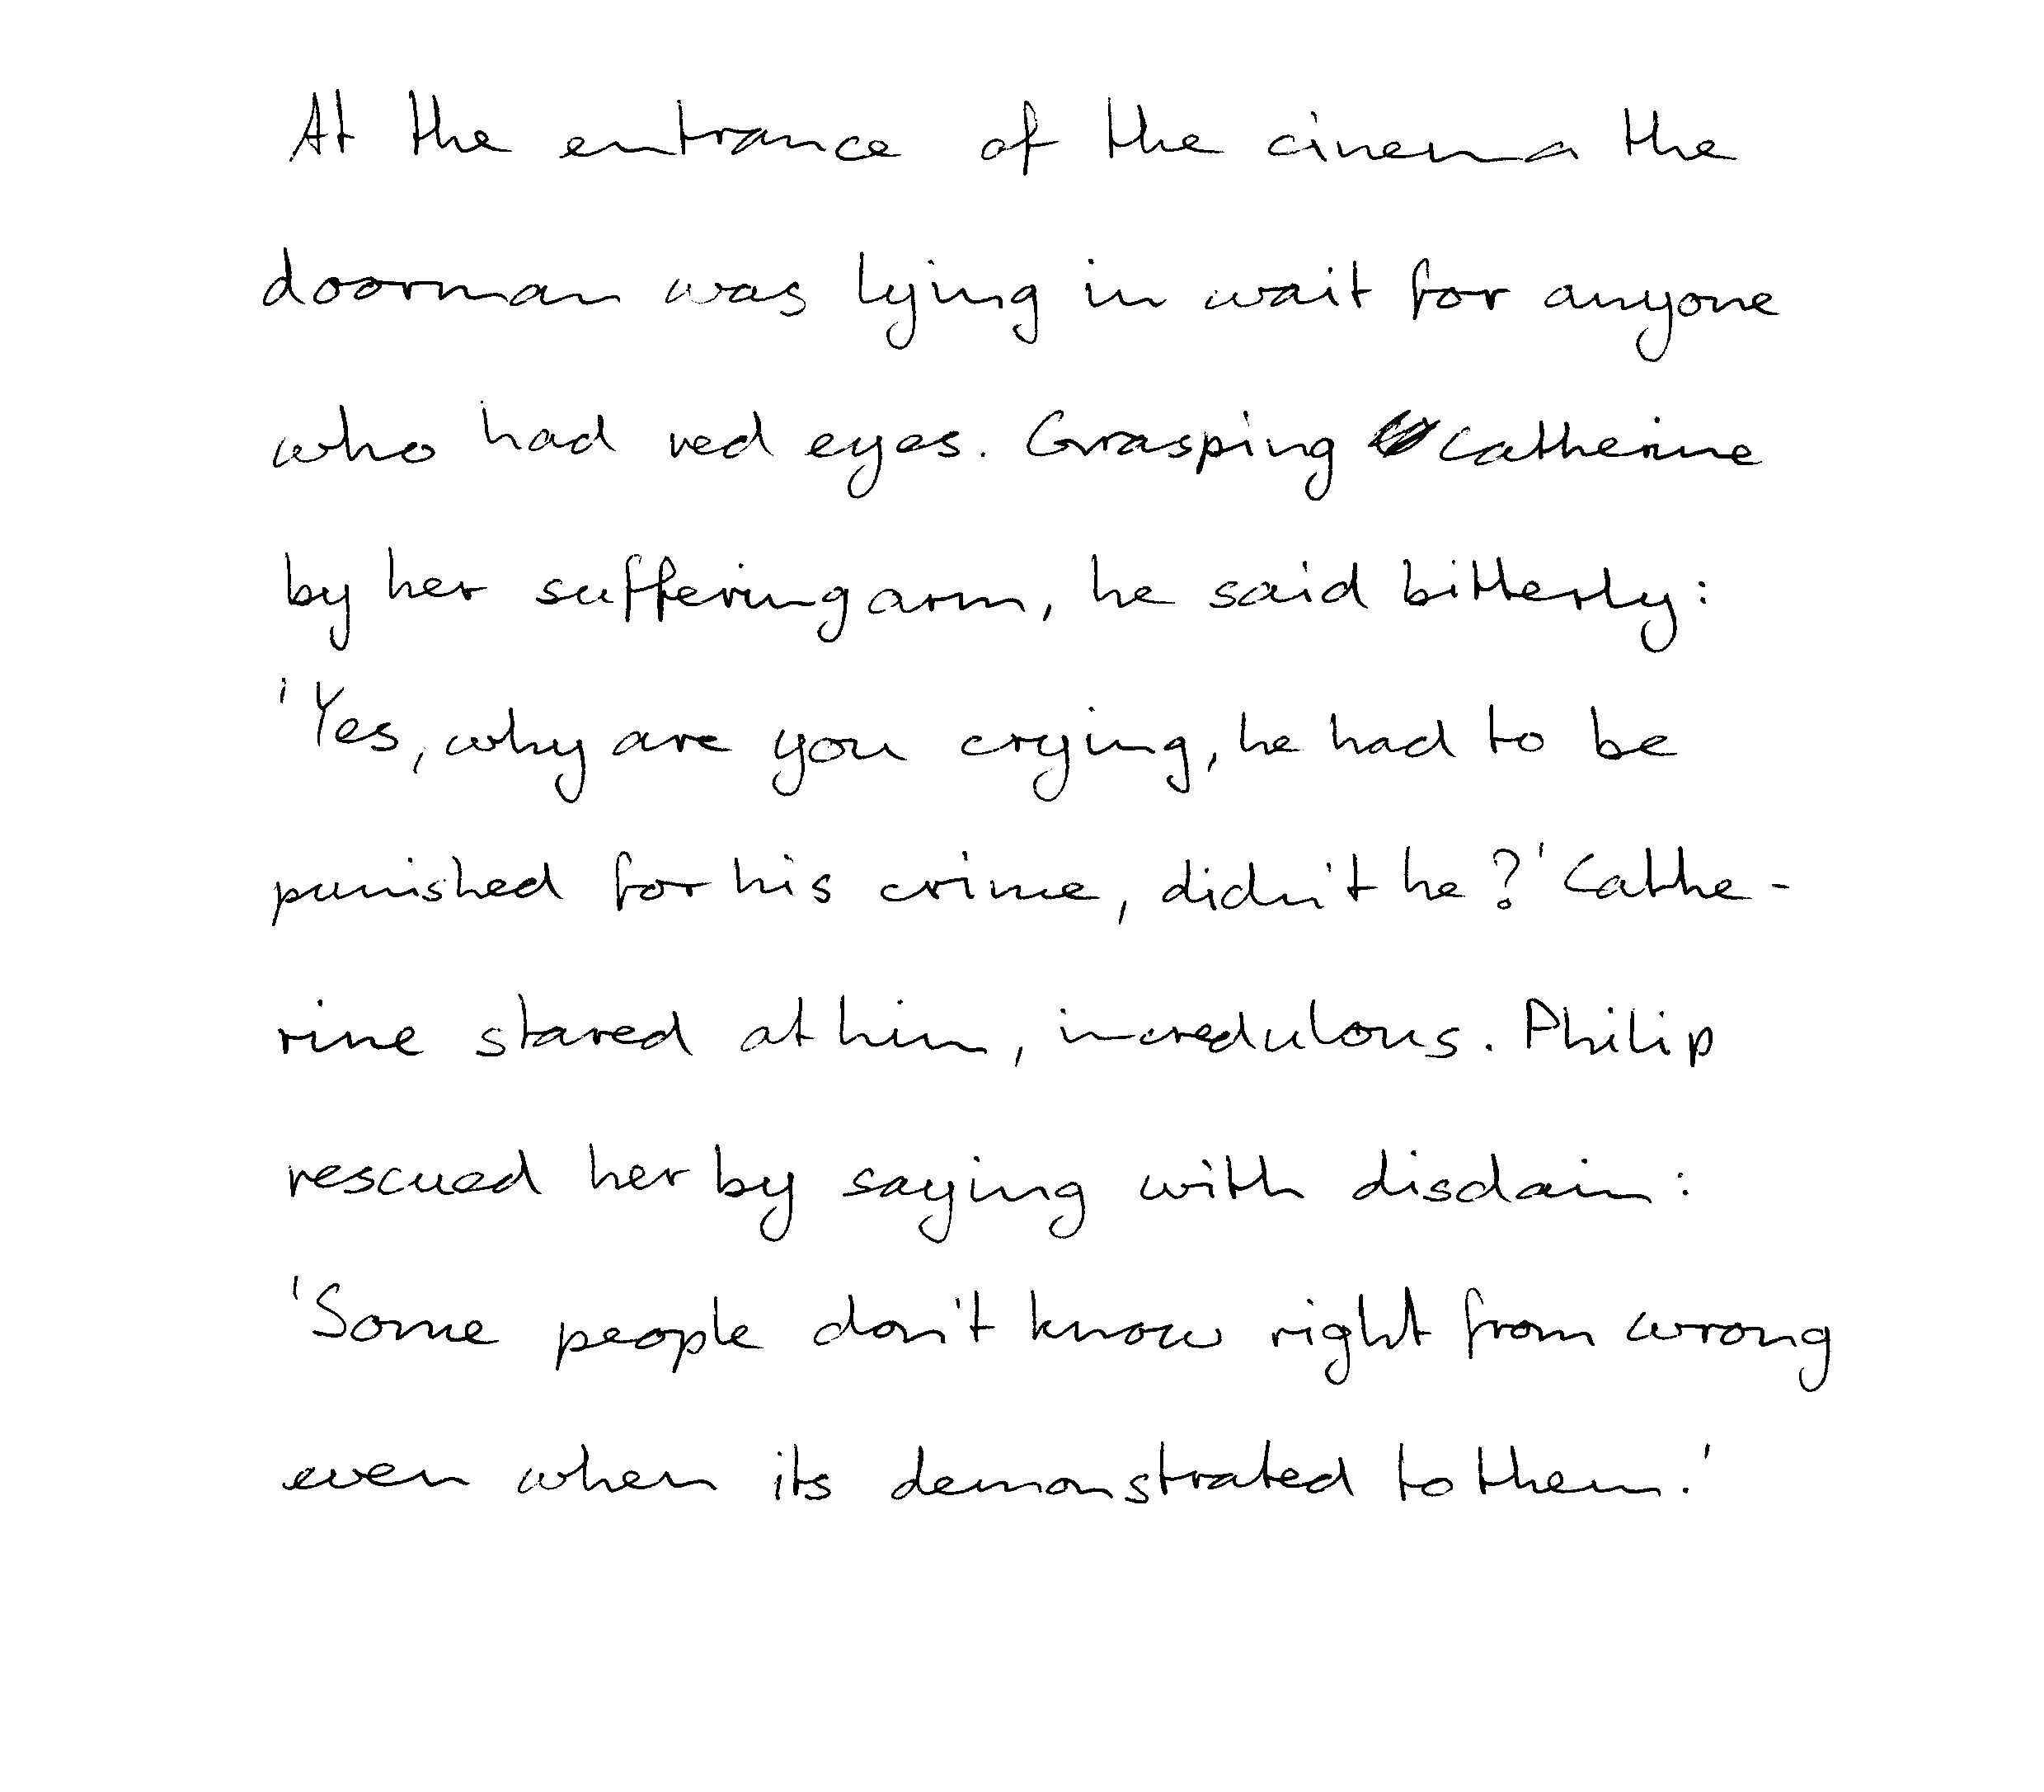 At the entrance of the cinema the
doorman was lying in wait for anyone
who had red eyes. Grasping Catherine
by her suffering arm, he said bitterly:
'Yes, why are you crying, he had to be
punished for his crime, didn't he?' Cathe-
rine stared at him, incredulous. Philip
rescued her by saying with disdain:
'Some people don't know right from wrong
even when its demonstrated to them.'